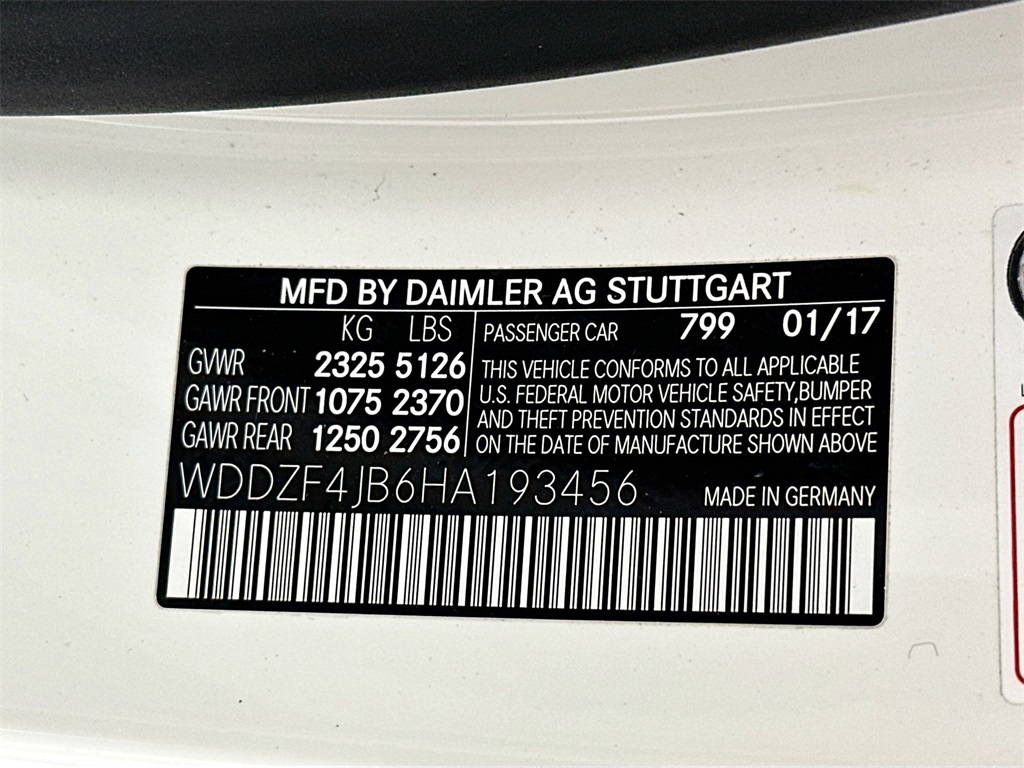 MFD BY DAIMLER AG STUTTGART
KG LBS
GVWR 2325 5126
GAWR FRONT 1075 2370
GAWR REAR 1250 2756
PASSENGER CAR 799 01/17
THIS VEHICLE CONFORMS TO ALL APPLICABLE
U.S. FEDERAL MOTOR VEHICLE SAFETY,BUMPER
AND THEFT PREVENTION STANDARDS IN EFFECT
ON THE DATE OF MANUFACTURE SHOWN ABOVE
WDDZF4JB6HA193456
MADE IN GERMANY